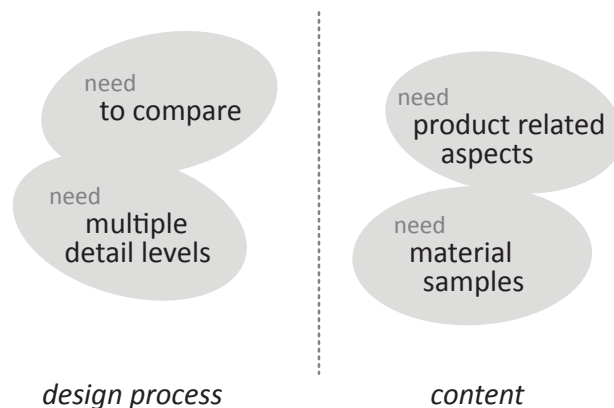 need
to compare
need
multiple
detail levels
design process
need
product related
aspects
need
material
samples
content